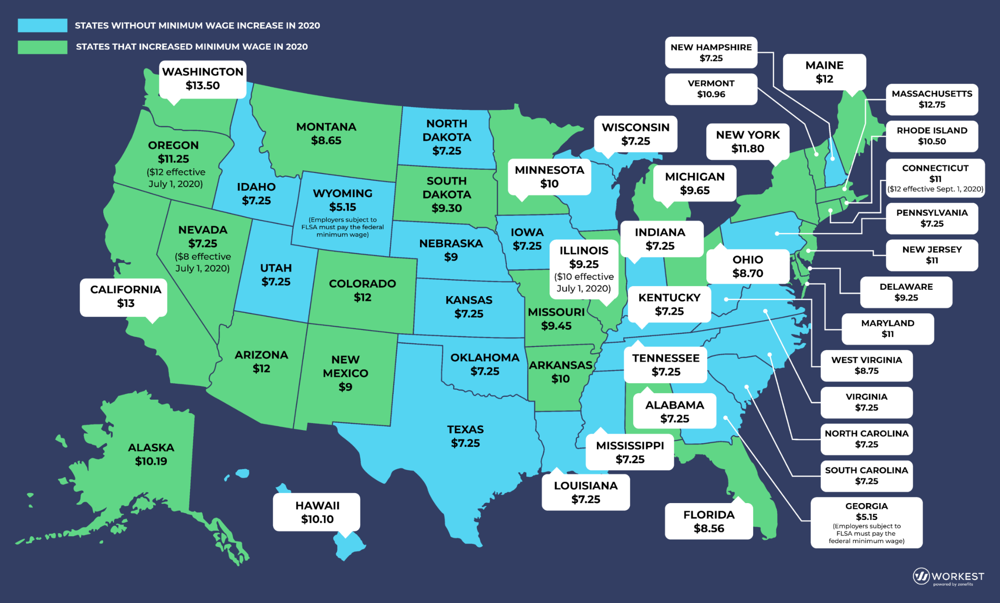 STATES WITHOUT MINIMUM WAGE INCREASE IN 2020
STATES THAT INCREASED MINIMUM WAGE IN 2020
WASHINGTON
$13.50
OREGON
$11.25
($12 effective
July 1, 2020)
IDAHO
$7.25
MONTANA
$8.65
WYOMING
$5.15
(Employers subject to
FLSA must pay the federal
minimum wage)
NORTH
DAKOTA
$7.25
SOUTH
DAKOTA
$9.30
NEBRASKA
$9
KANSAS
$7.25
OKLAHOMA
$7.25
TEXAS
$7.25
NEVADA
$7.25
($8 effective
July 1, 2020)
UTAH
$7.25
COLORADO
$12
CALIFORNIA
$13
ARIZONA
$12
NEW
MEXICO
$9
ALASKA
$10.19
HAWAII
$10.10
MINNESOTA
$10
IOWA
$7.25
MISSOURI
$9.45
ARKANSAS
$10
LOUISIANA
$7.25
WISCONSIN
$7.25
ILLINOIS
$9.25
($10 effective
July 1, 2020)
MICHIGAN
$9.65
INDIANA
$7.25
OHIO
$8.70
KENTUCKY
$7.25
TENNESSEE
$7.25
ALABAMA
$7.25
MISSISSIPPI
$7.25
FLORIDA
$8.56
NEW YORK
$11.80
NEW HAMPSHIRE
$7.25
VERMONT
$10.96
MAINE
$12
MASSACHUSETTS
$12.75
RHODE ISLAND
$10.50
CONNECTICUT
$11
($12 effective Sept. 1, 2020)
PENNSYLVANIA
$7.25
NEW JERSEY
$11
DELAWARE
$9.25
MARYLAND
$11
WEST VIRGINIA
$8.75
VIRGINIA
$7.25
NORTH CAROLINA
$7.25
SOUTH CAROLINA
$7.25
GEORGIA
$5.15
(Employers subject to
FLSA must pay the
federal minimum wage)
WORKEST
powered by zenefits